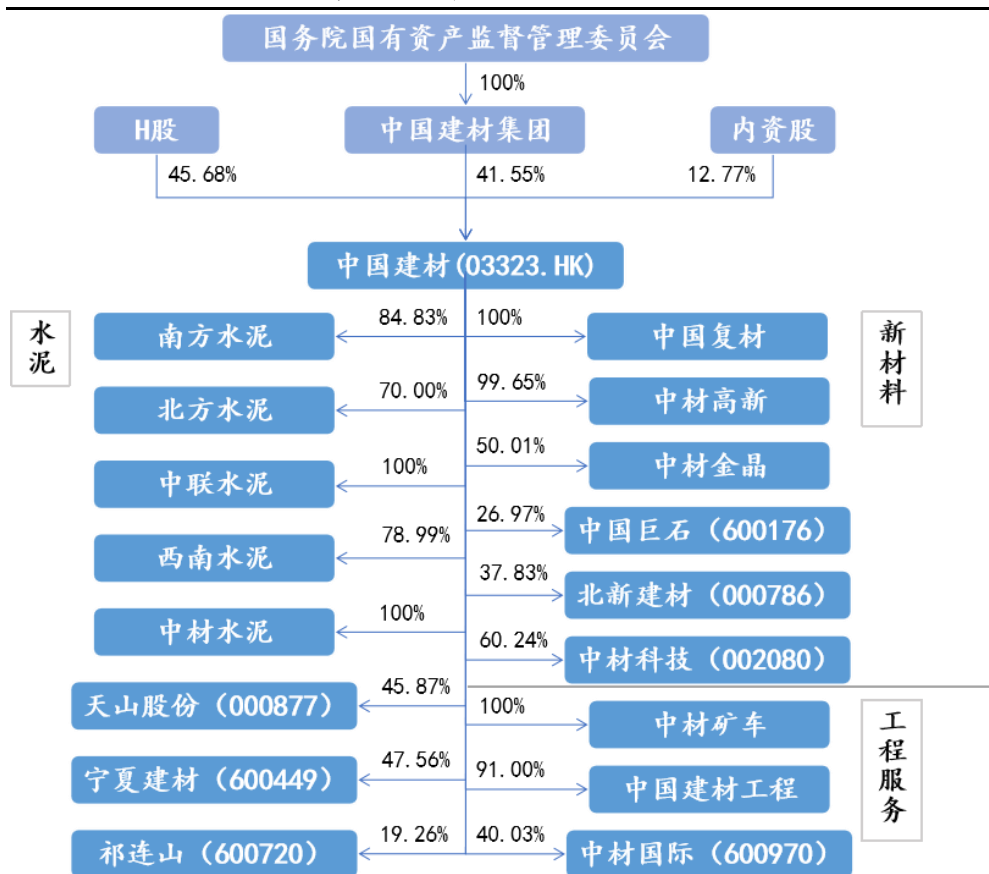 国务院国有资产监督管理委员会
100%
H股
中国建材集团
内资股
45.68%
41.55%
12.77%
中国建材(03323.HK)
水泥
新材料
84.83%
100%
南方水泥
中国复材
70.00%
99.65%
北方水泥
中材高新
100%
50.01%
中联水泥
中材金晶
78.99%
26.97%
西南水泥
中国巨石（600176）
37.83%
北新建材（000786）
100%
60.24%
中材水泥
中材科技（002080）
45.87%
100%
天山股份（000877）
中材矿车
工程服务
47.56%
91.00%
宁夏建材（600449）
中国建材工程
19.26%
40.03%
祁连山（600720）
中材国际（600970）